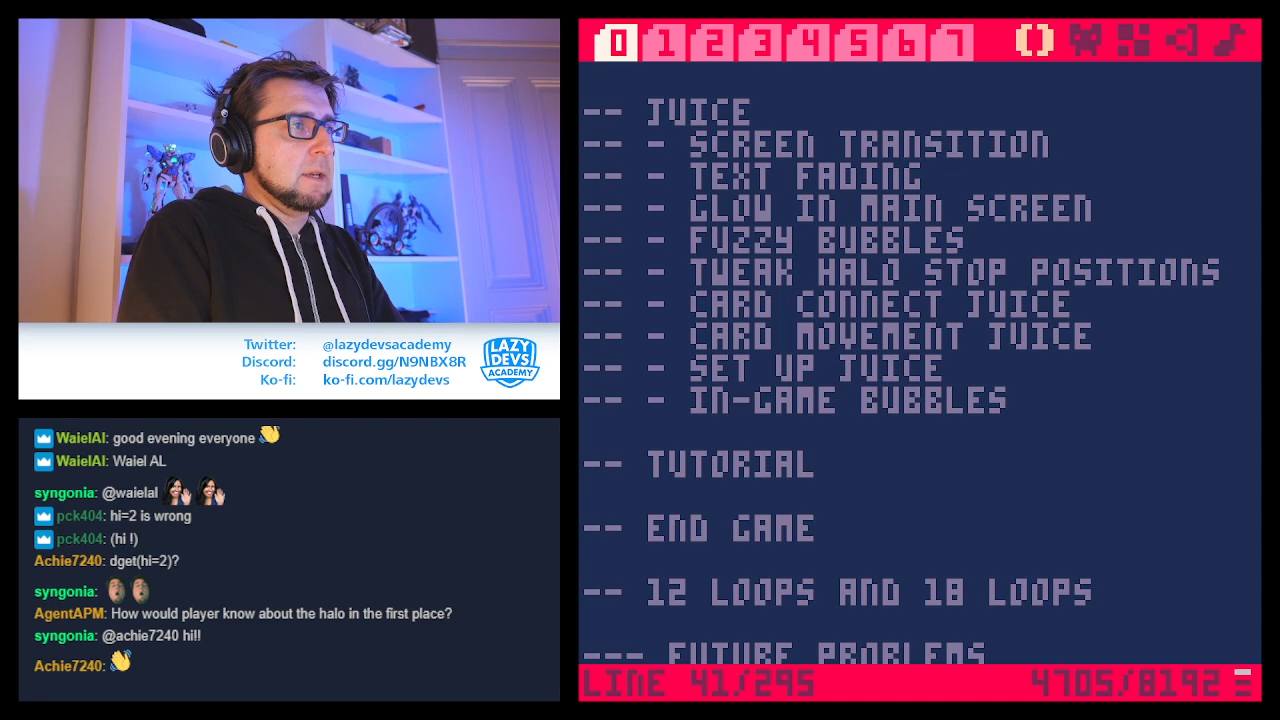 Twitter: @lazydevsacademy
Discord: discord.gg/N9NBX8R
Ko-fi: ko-fi.com/lazydevs
LAZY
DEVS
ACADEMY
WaielAl: good evening everyone
WaielAl: Waiel AL
syngonia: @waielal
pck404: hi=2 is wrong
pck404: (hi !)
Achie7240: dget(hi=2)?
syngonia:
AgentAPM: How would player know about the halo in the first place?
syngonia: @achie7240 hi!!
Achie7240:
0 1 2 3 4 5 6 7
-- JUICE
-- - SCREEN TRANSITION
-- - TEXT FADING
-- - GLOW IN MAIN SCREEN
-- - FUZZY BUBBLES
-- - TWEAK HALO STOP POSITIONS
-- - CARD CONNECT JUICE
-- - CARD MOVEMENT JUICE
-- - SET UP JUICE
-- - IN-GAME BUBBLES
-- TUTORIAL
-- END GAME
-- 12 LOOPS AND 18 LOOPS
--- FUTURE PROBLEMS
LINE 41/295 4705/8192